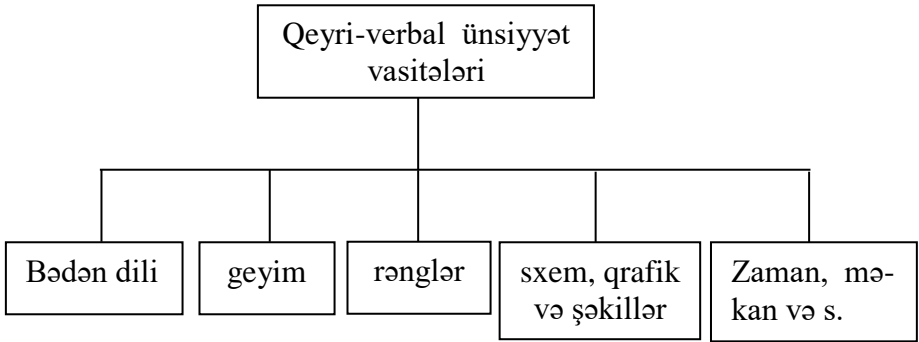 Qeyri-verbal ünsiyyət
vasitələri
Bədən dili
geyim
rənglər
sxem, qrafik
və şəkillər
Zaman, mə-
kan və s.